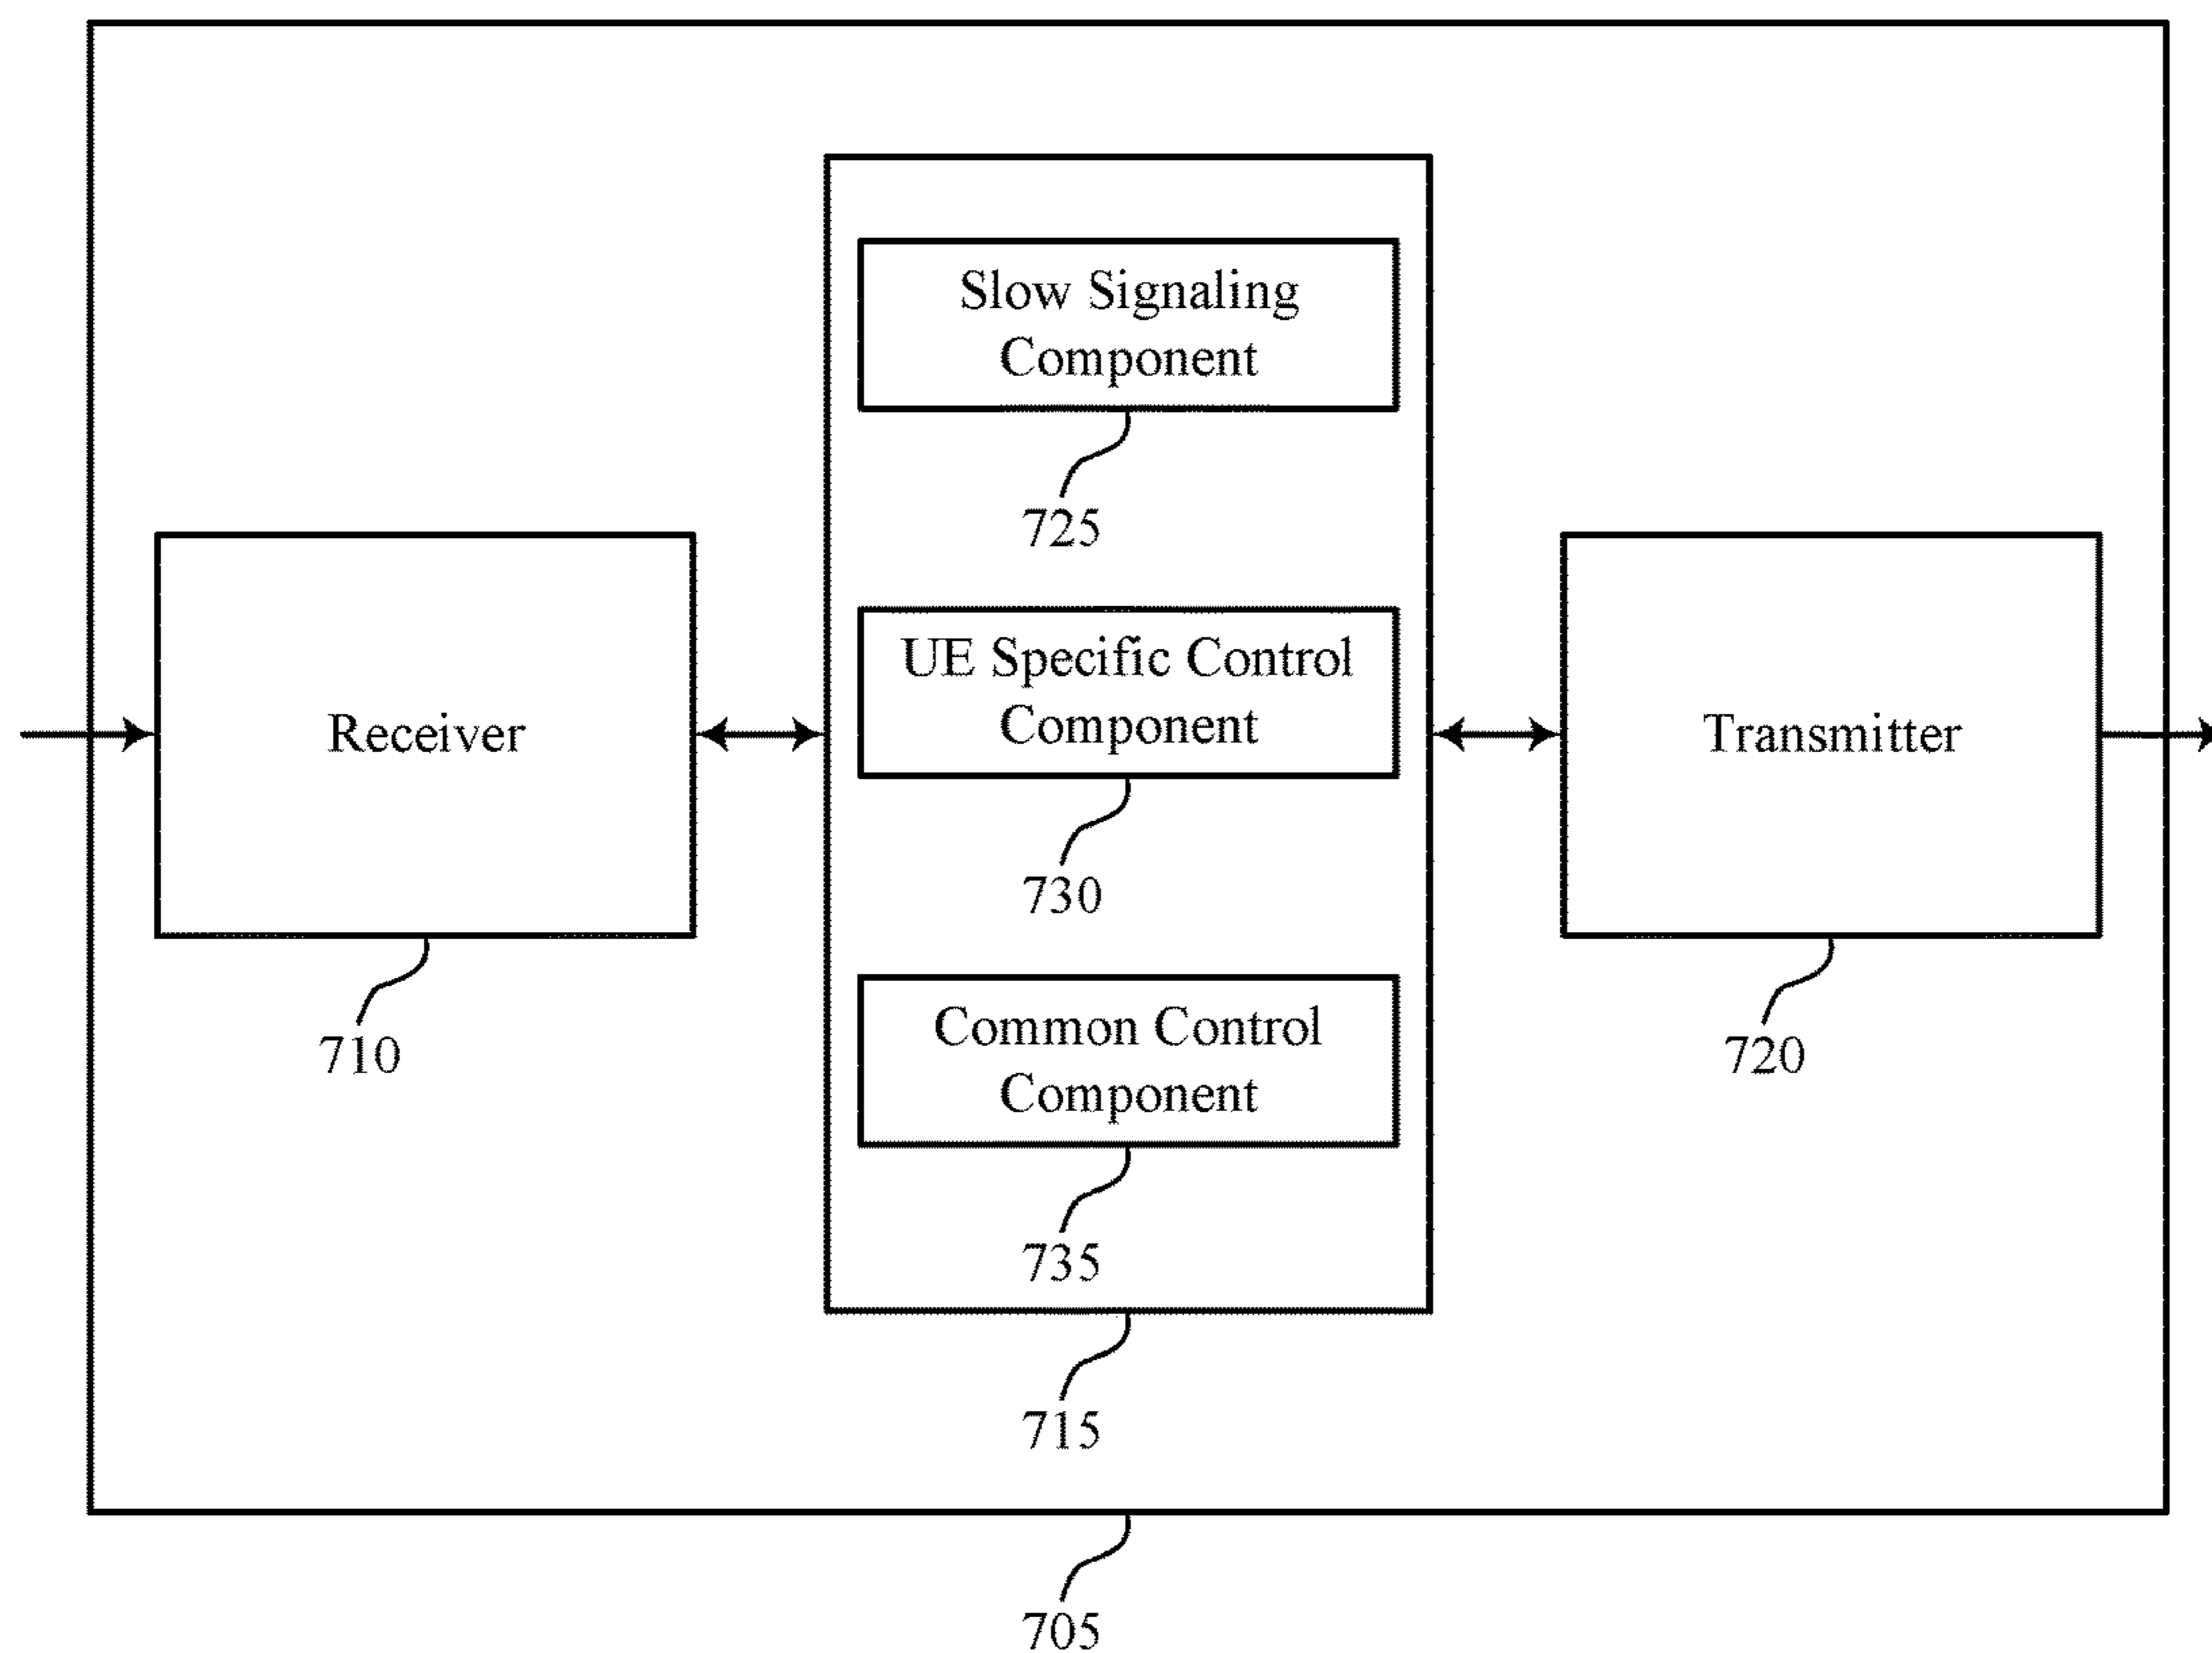 Slow Signaling
Component
725
Receiver
710
UE Specific Control
Component
730
Transmitter
720
Common Control
Component
735
715
705